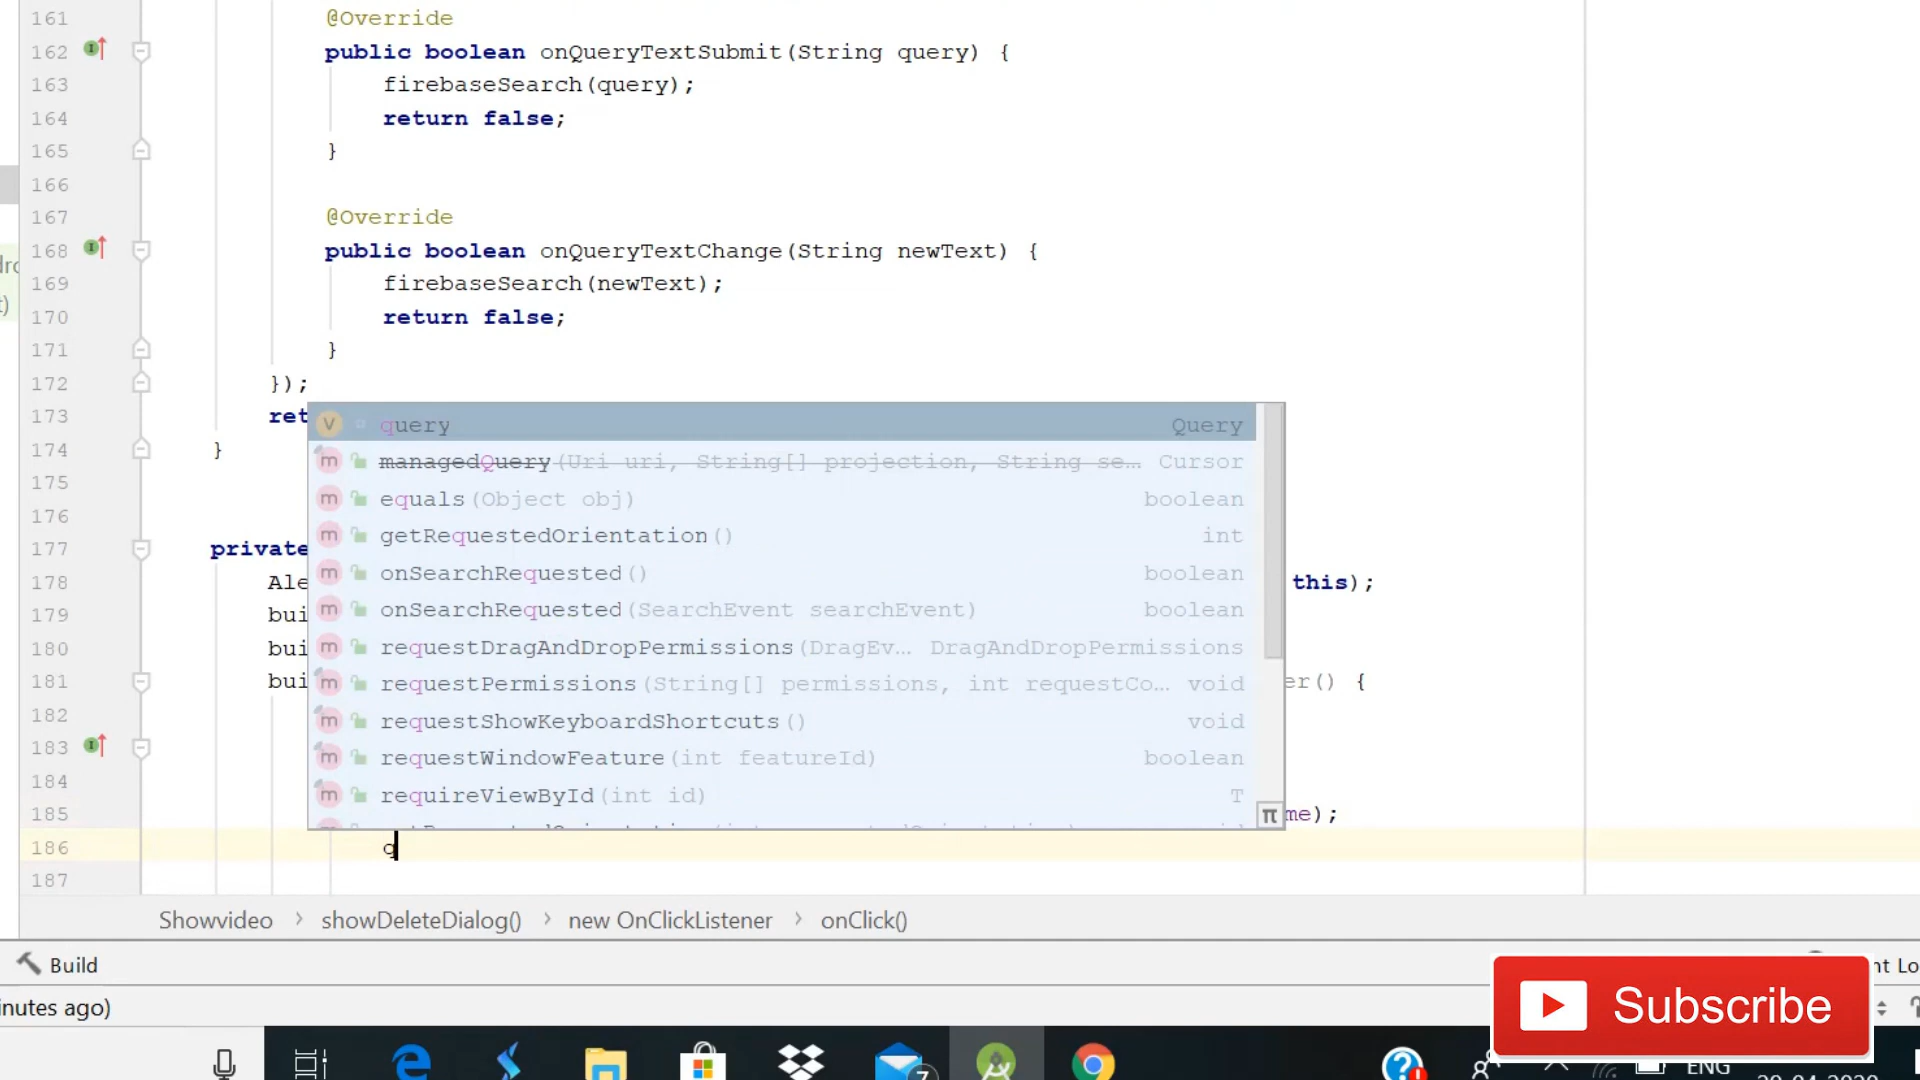 161 @Override
162 public boolean onQueryTextSubmit(String query) {
163 firebaseSearch(query);
164 return false;
165 }
166
167 @Override
168 public boolean onQueryTextChange(String newText) {
169 firebaseSearch(newText);
170 return false;
171 }
172 });
173 ret
query Query
174 }
managedQuery(Uri uri, String[] projection, String se… Cursor
175
equals(Object obj) boolean
176
getRequestedOrientation() int
177 private
onSearchRequested() boolean
178 Ale this);
179 bui
onSearchRequested(SearchEvent searchEvent) boolean
180 bui
requestDragAndDropPermissions(DragEv… DragAndDropPermissions
181 bui er() {
requestPermissions(String[] permissions, int requestCo… void
182
requestShowKeyboardShortcuts() void
183
requestWindowFeature(int featureId) boolean
184
requireViewById(int id) T
185 me);
π
186 q
187
Showvideo › showDeleteDialog() › new OnClickListener › onClick()
Build
nt Lo
inutes ago)
Subscribe
7
ENG